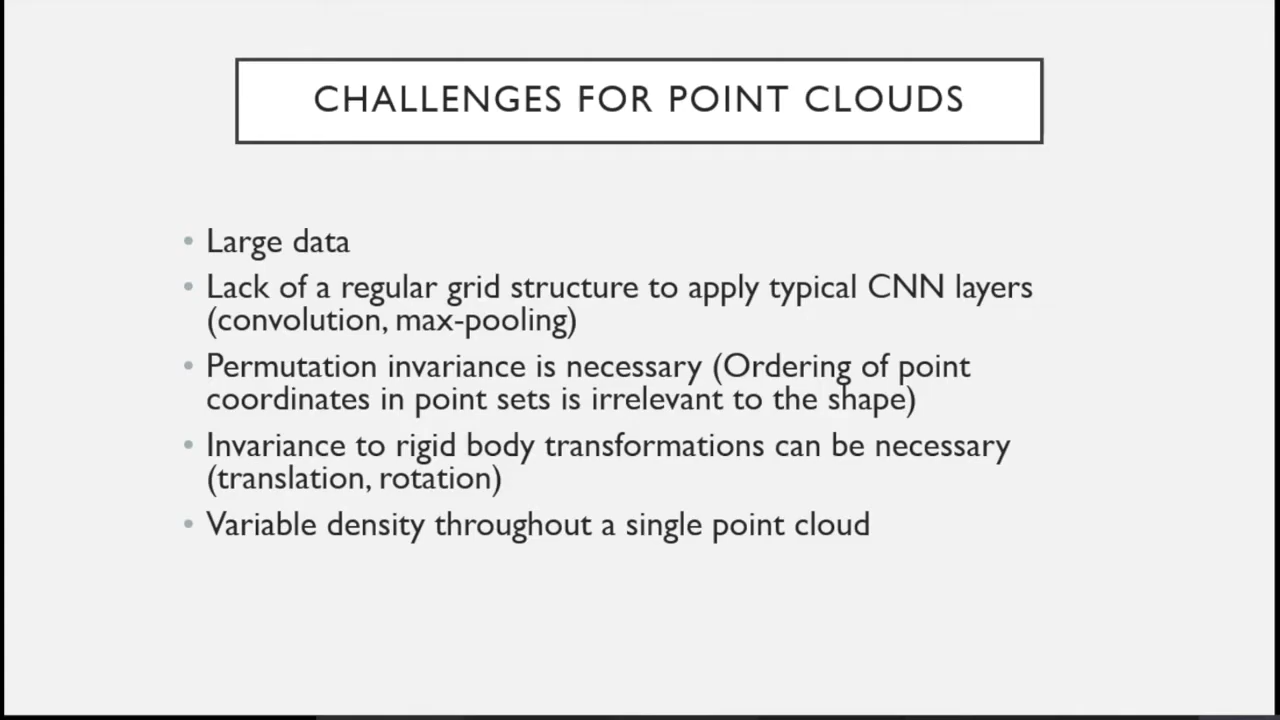 CHALLENGES FOR POINT CLOUDS
• Large data
• Lack of a regular grid structure to apply typical CNN layers
(convolution, max-pooling)
• Permutation invariance is necessary (Ordering of point
coordinates in point sets is irrelevant to the shape)
• Invariance to rigid body transformations can be necessary
(translation, rotation)
• Variable density throughout a single point cloud